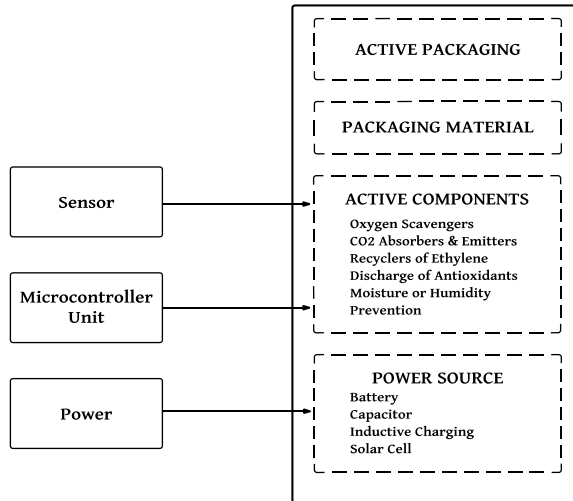 ACTIVE PACKAGING
PACKAGING MATERIAL
Sensor
Microcontroller
Unit
Power
ACTIVE COMPONENTS
Oxygen Scavengers
CO2 Absorbers & Emitters
Recyclers of Ethylene
Discharge of Antioxidants
Moisture or Humidity
Prevention
POWER SOURCE
Battery
Capacitor
Inductive Charging
Solar Cell